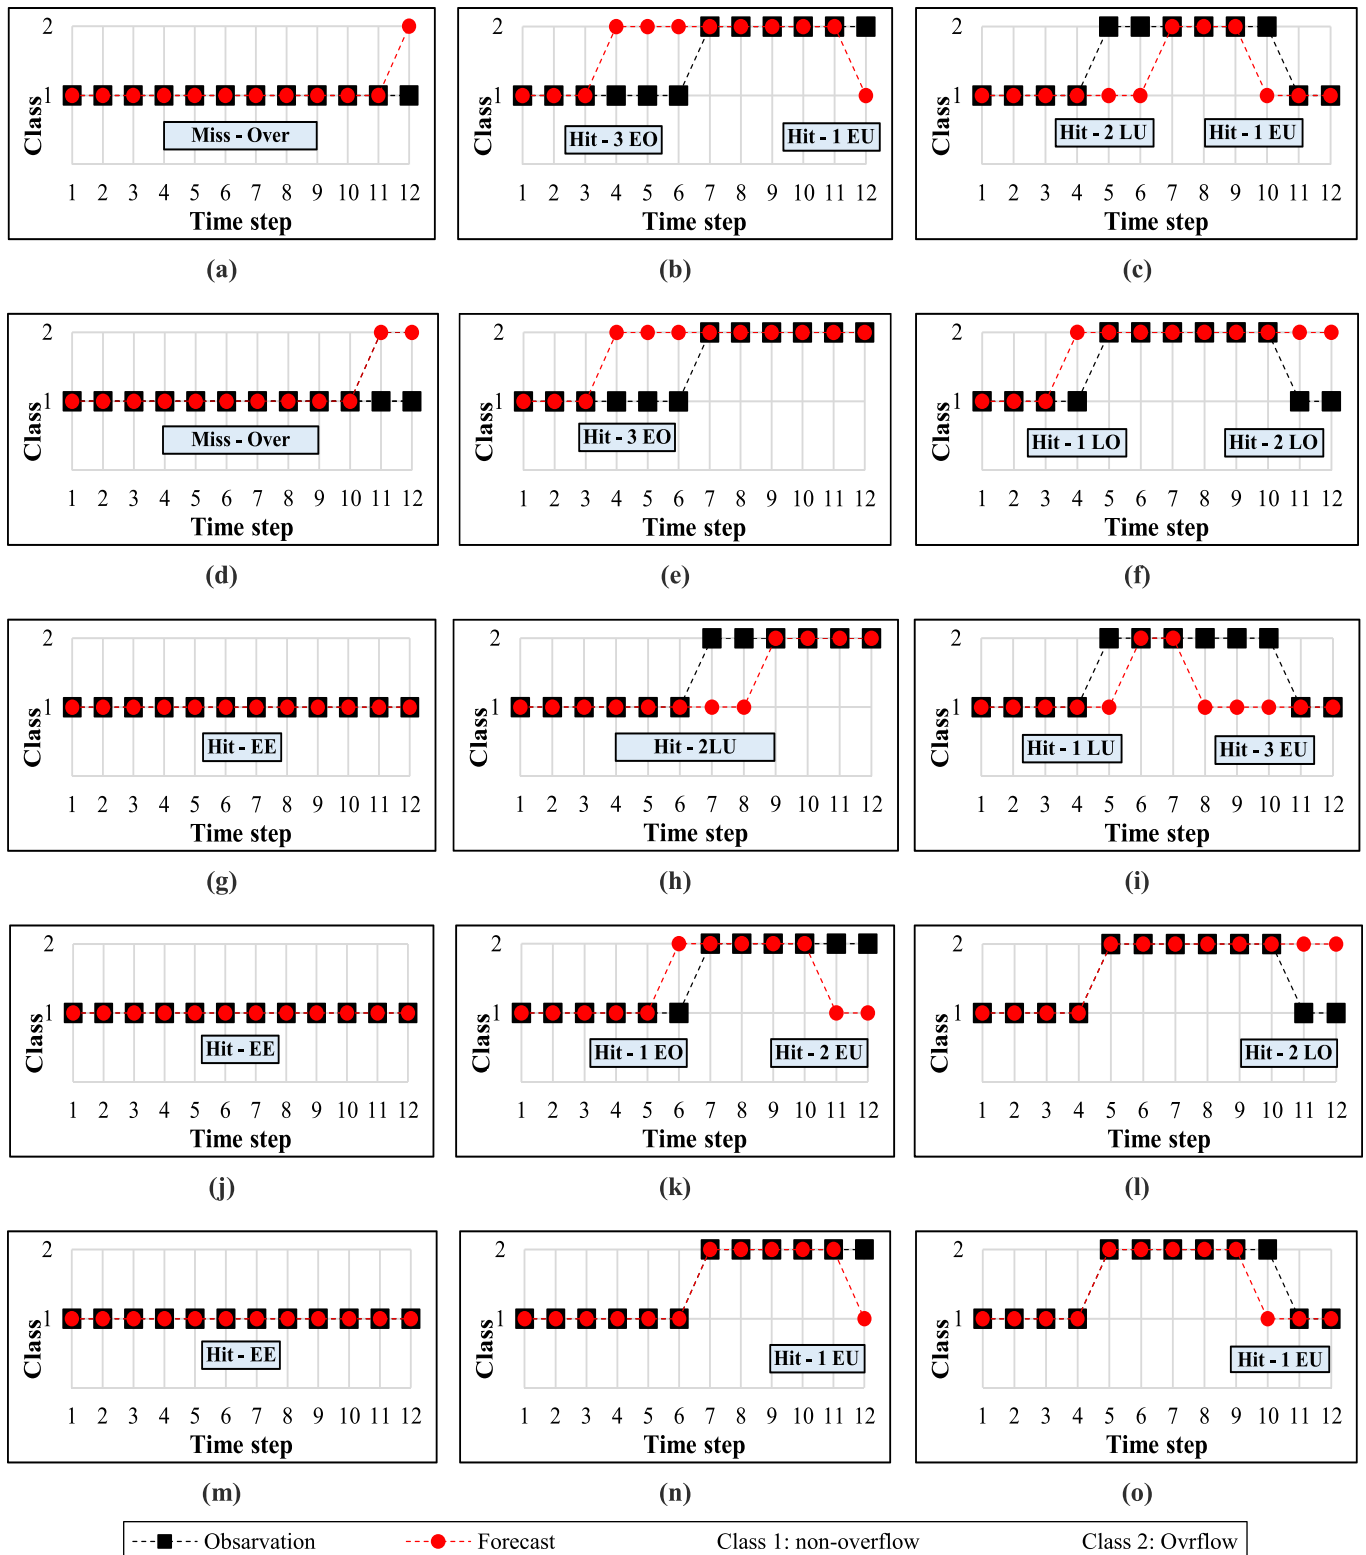 2
Class
1
Miss - Over
1 2 3 4 5 6 7 8 9 10 11 12
Time step
(a)
2
Class
1
Hit - 3 EO
Hit - 1 EU
1 2 3 4 5 6 7 8 9 10 11 12
Time step
(b)
2
Class
1
Hit - 2 LU
Hit - 1 EU
1 2 3 4 5 6 7 8 9 10 11 12
Time step
(c)
2
Class
1
Miss - Over
1 2 3 4 5 6 7 8 9 10 11 12
Time step
(d)
2
Class
1
Hit - 3 EO
1 2 3 4 5 6 7 8 9 10 11 12
Time step
(e)
2
Class
1
Hit - 1 LO
Hit - 2 LO
1 2 3 4 5 6 7 8 9 10 11 12
Time step
(f)
2
Class
1
Hit - EE
1 2 3 4 5 6 7 8 9 10 11 12
Time step
(g)
2
Class
1
Hit - 2LU
1 2 3 4 5 6 7 8 9 10 11 12
Time step
(h)
2
Class
1
Hit - 1 LU
Hit - 3 EU
1 2 3 4 5 6 7 8 9 10 11 12
Time step
(i)
2
Class
1
Hit - EE
1 2 3 4 5 6 7 8 9 10 11 12
Time step
(j)
2
Class
1
Hit - 1 EO
Hit - 2 EU
1 2 3 4 5 6 7 8 9 10 11 12
Time step
(k)
2
Class
1
Hit - 2 LO
1 2 3 4 5 6 7 8 9 10 11 12
Time step
(l)
2
Class
1
Hit - EE
1 2 3 4 5 6 7 8 9 10 11 12
Time step
(m)
2
Class
1
Hit - 1 EU
1 2 3 4 5 6 7 8 9 10 11 12
Time step
(n)
2
Class
1
Hit - 1 EU
1 2 3 4 5 6 7 8 9 10 11 12
Time step
(o)
Obsarvation Forecast Class 1: non-overflow Class 2: Ovrflow